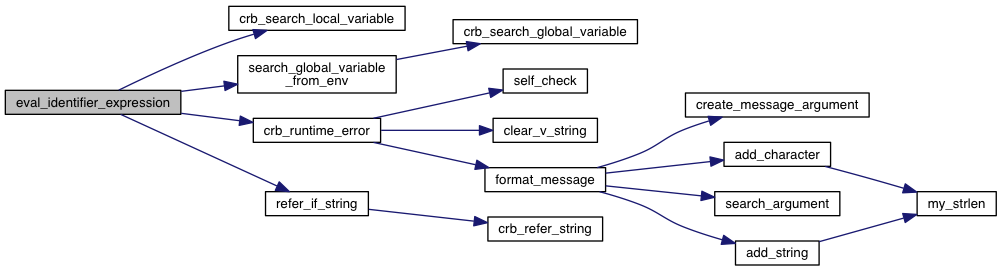 eval_identifier_expression
crb_search_local_variable
search_global_variable
_from_env
crb_search_global_variable
crb_runtime_error
self_check
clear_v_string
format_message
create_message_argument
add_character
search_argument
add_string
my_strlen
refer_if_string
crb_refer_string